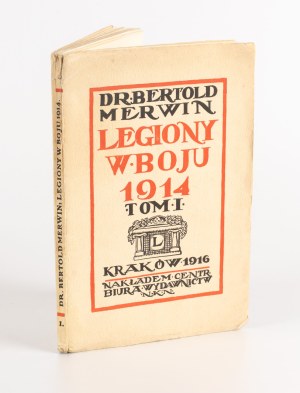 DR. BERTOLD MERWIN, LEGIONY W BOJU 1914.
I.
DR·BERTOLD
MERWIN·
LEGIONY
W·BOJU
1914
TOM·I·
L
KRAKÓW·1916
NAKŁADEM·CENTR·
BIURA·WYDAWNICTW
N·K·N·